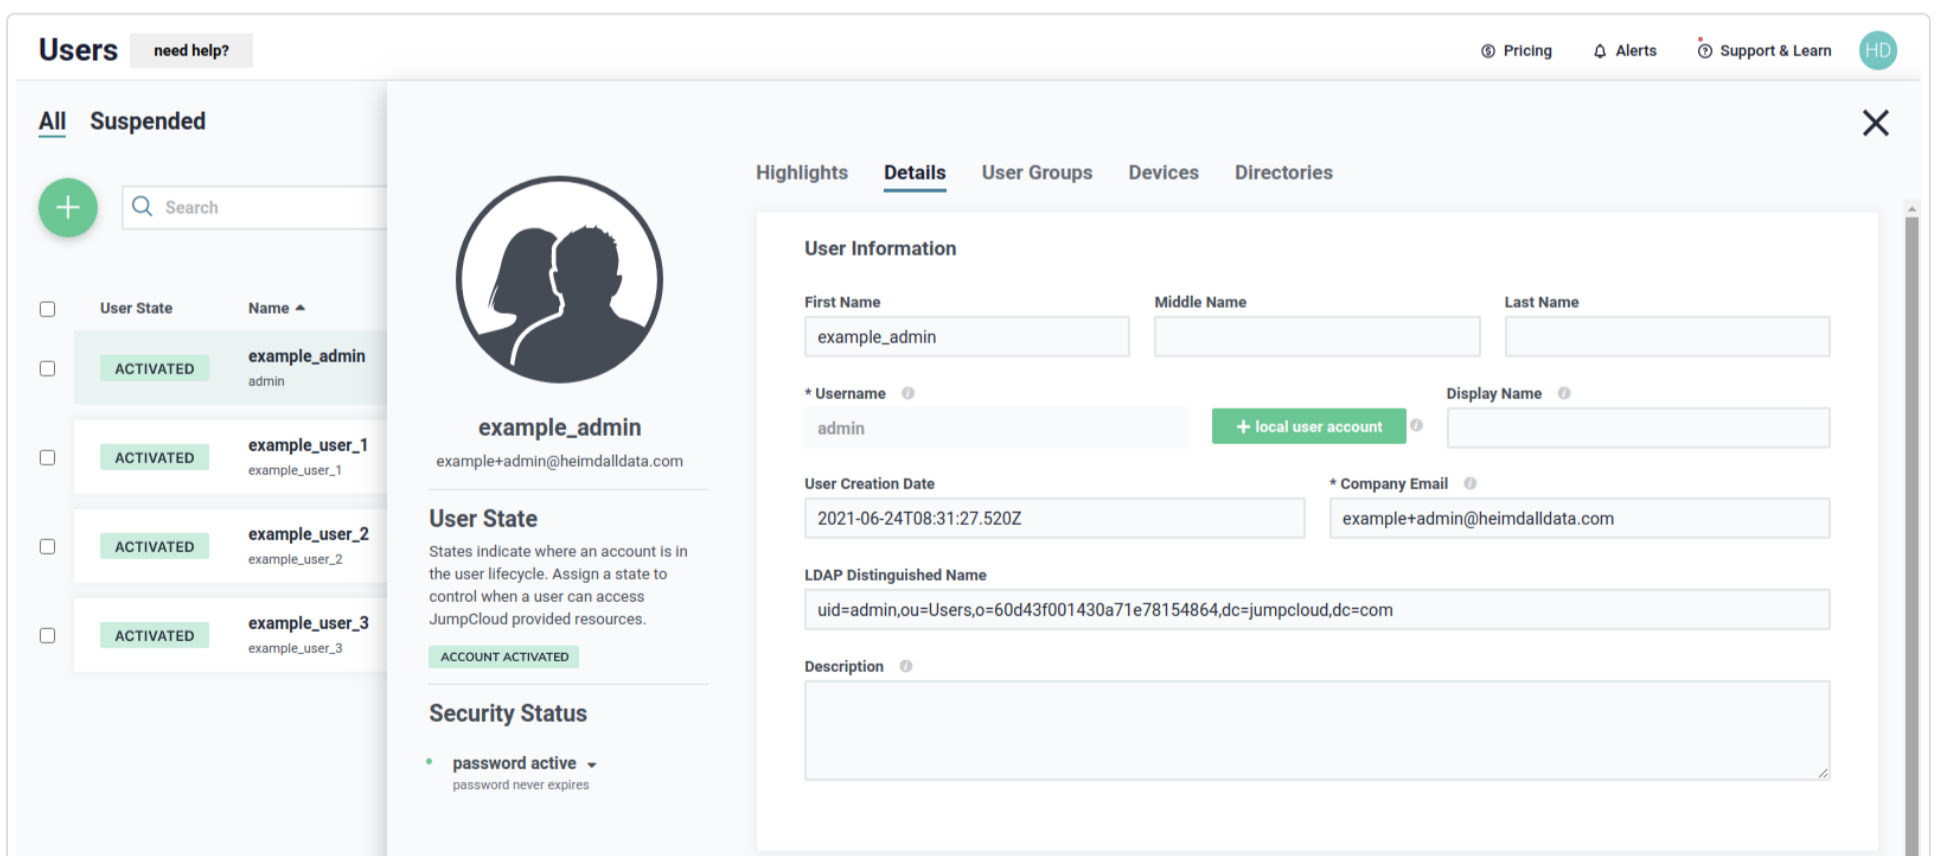 Users
need help?
Pricing
Alerts
Support & Learn
HD
All
Suspended
Search
User State
Name
ACTIVATED
example_admin
admin
ACTIVATED
example_user_1
example_user_1
ACTIVATED
example_user_2
example_user_2
ACTIVATED
example_user_3
example_user_3
example_admin
example+admin@heimdalldata.com
User State
States indicate where an account is in
the user lifecycle. Assign a state to
control when a user can access
JumpCloud provided resources.
ACCOUNT ACTIVATED
Security Status
password active
password never expires
Highlights
Details
User Groups
Devices
Directories
User Information
First Name
Middle Name
Last Name
example_admin
* Username
Display Name
admin
+ local user account
User Creation Date
* Company Email
2021-06-24T08:31:27.520Z
example+admin@heimdalldata.com
LDAP Distinguished Name
uid=admin,ou=Users,o=60d43f001430a71e78154864,dc=jumpcloud,dc=com
Description